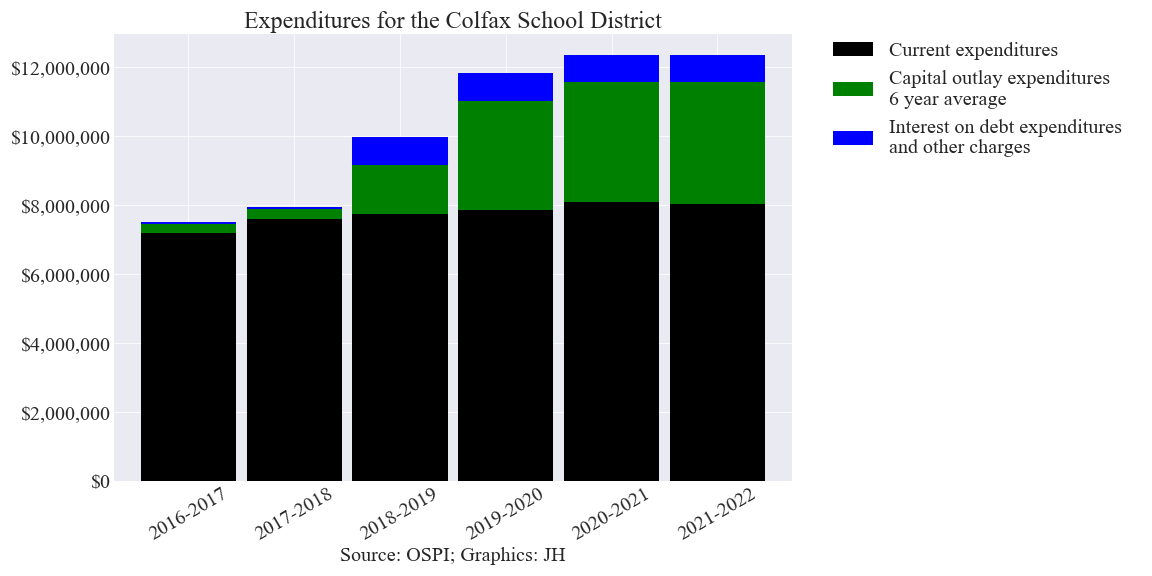 Expenditures for the Colfax School District
$12,000,000
$10,000,000
$8,000,000
$6,000,000
$4,000,000
$2,000,000
$0
2016-2017
2017-2018
2018-2019
2019-2020
2020-2021
2021-2022
Source: OSPI; Graphics: JH
Current expenditures
Capital outlay expenditures
6 year average
Interest on debt expenditures
and other charges